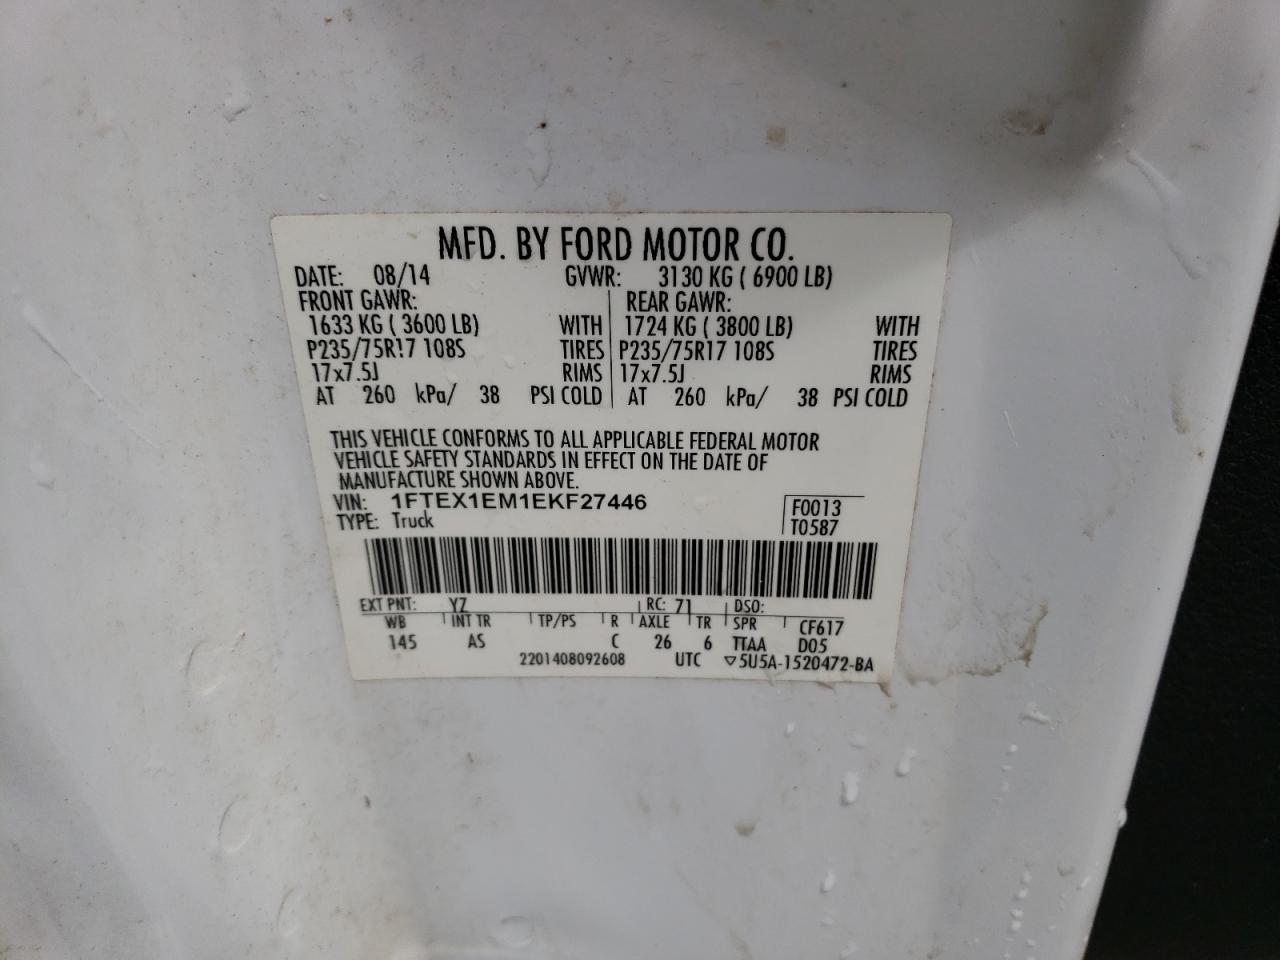 MFD. BY FORD MOTOR CO.
DATE: 08/14 GVWR: 3130 KG ( 6900 LB)
FRONT GAWR: REAR GAWR:
1633 KG ( 3600 LB) WITH 1724 KG ( 3800 LB) WITH
P235/75R17 108S TIRES P235/75R17 108S TIRES
17x7.5J RIMS 17x7.5J RIMS
AT 260 kPa/ 38 PSI COLD AT 260 kPa/ 38 PSI COLD
THIS VEHICLE CONFORMS TO ALL APPLICABLE FEDERAL MOTOR
VEHICLE SAFETY STANDARDS IN EFFECT ON THE DATE OF
MANUFACTURE SHOWN ABOVE.
VIN: 1FTEX1EM1EKF27446 F0013
TYPE: Truck T0587
EXT PNT: YZ RC: 71 DSO:
WB INT TR TP/PS R AXLE TR SPR CF617
145 AS C 26 6 TTAA D05
2201408092608 UTC ▽5U5A-1520472-BA